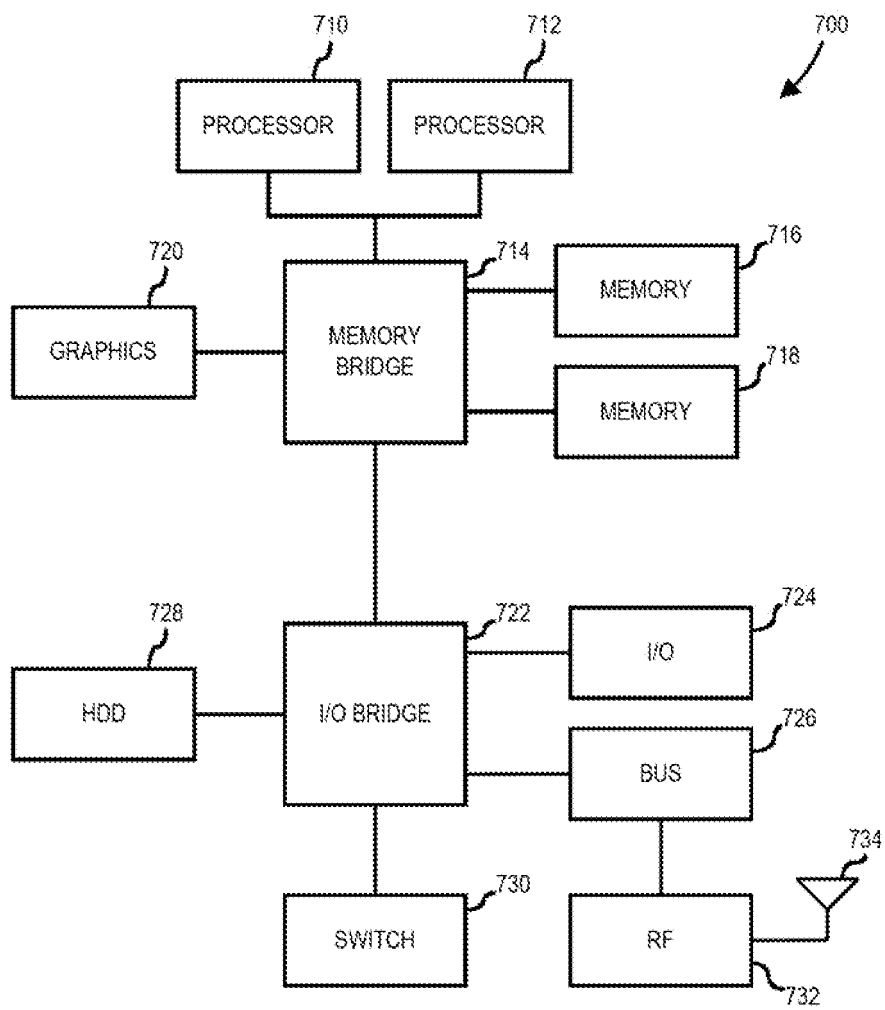 710
712
700
PROCESSOR
PROCESSOR
720
714
716
GRAPHICS
MEMORY
BRIDGE
MEMORY
718
MEMORY
728
722
724
HDD
I/O BRIDGE
I/O
726
BUS
730
734
SWITCH
RF
732